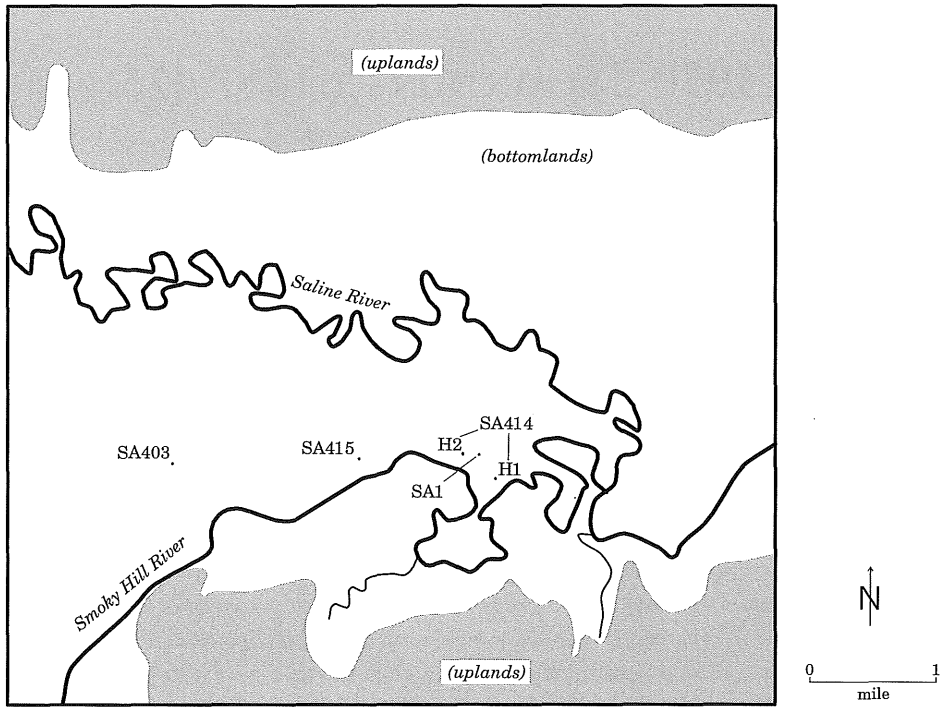 (uplands)
(bottomlands)
Saline River
SA414
SA403
SA415
H2
H1
SA1
Smoky Hill River
(uplands)
N
0 1
mile